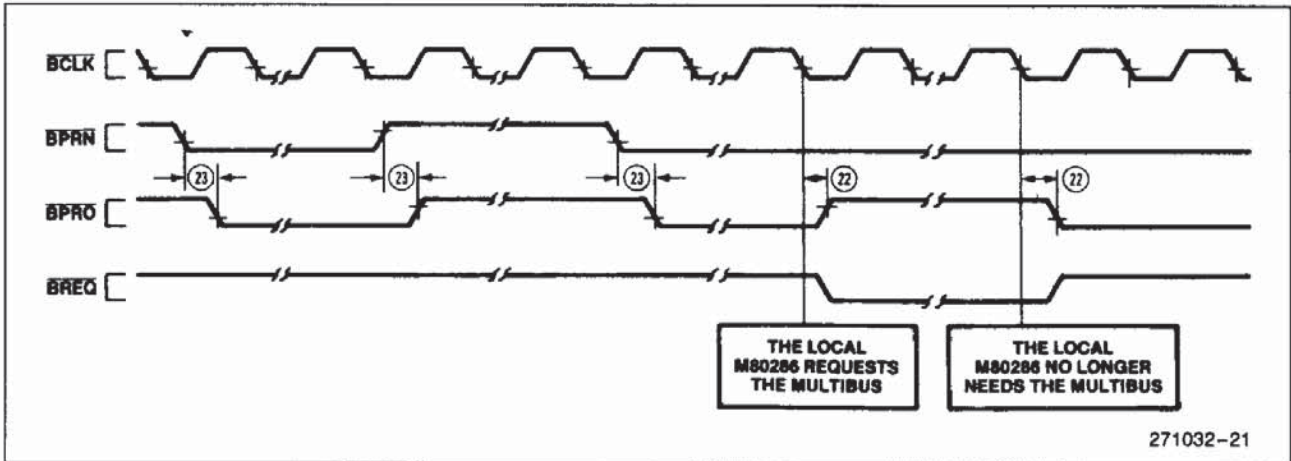 BCLK
BPRN
23 23 23 22 22
BPRO
BREQ
THE LOCAL
M80286 REQUESTS
THE MULTIBUS
THE LOCAL
M80286 NO LONGER
NEEDS THE MULTIBUS
271032-21